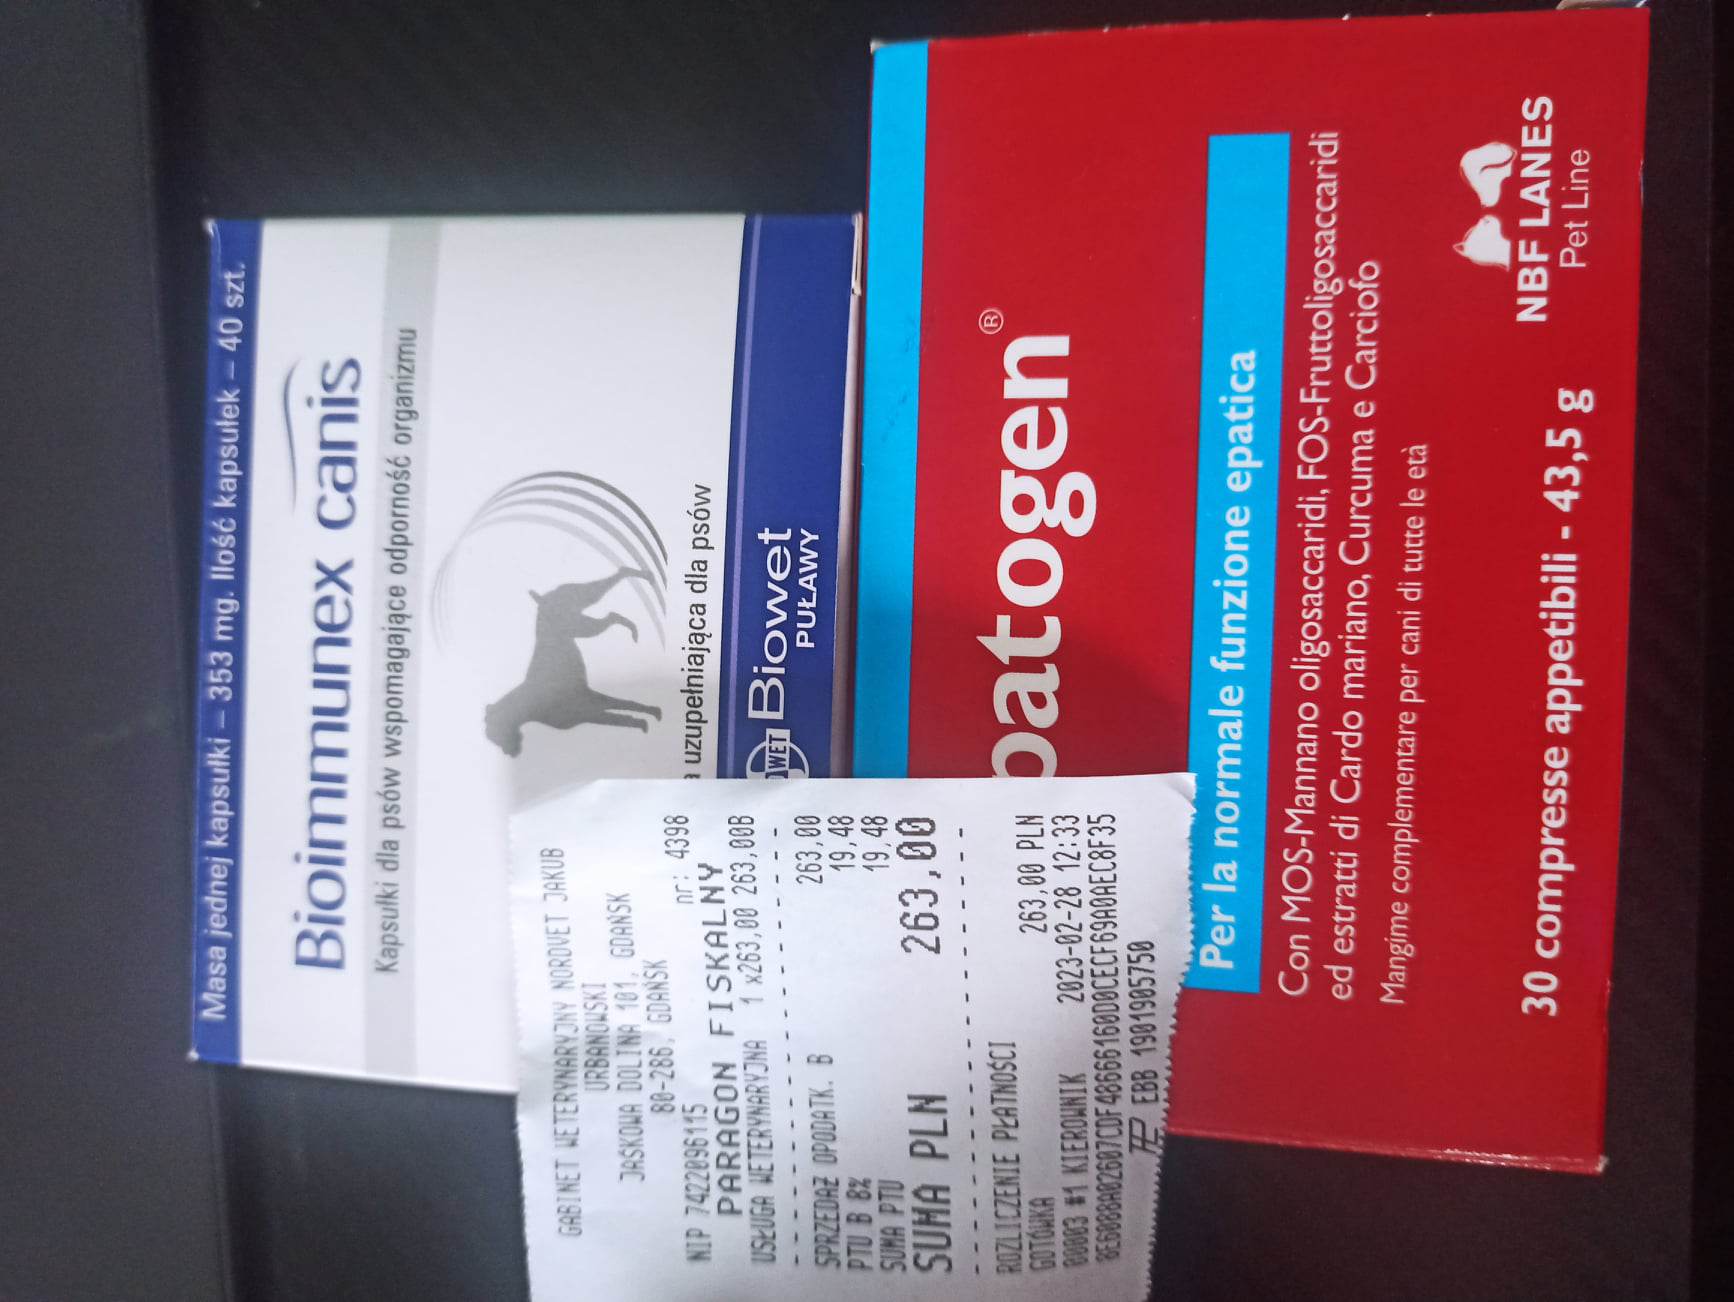 Masa jednej kapsułki – 353 mg. Ilość kapsułek – 40 szt.
Bioimmunex canis
Kapsułki dla psów wspomagające odporność organizmu
uzupełniająca dla psów
WET Biowet
PUŁAWY
patogen®
Per la normale funzione epatica
Con MOS-Mannano oligosaccaridi, FOS-Fruttoligosaccaridi
ed estratti di Cardo mariano, Curcuma e Carciofo
Mangime complementare per cani di tutte le età
30 compresse appetibili - 43,5 g
NBF LANES
Pet Line
GABINET WETERYNARYJNY NORDVET JAKUB
URBANOWSKI
JAŚKOWA DOLINA 101, GDAŃSK
80-286, GDAŃSK
NIP 7422096115 nr: 4398
PARAGON FISKALNY
USŁUGA WETERYNARYJNA 1 x263,00 263,00B
SPRZEDAŻ OPODATK. B 263,00
PTU B 8% 19,48
SUMA PTU 19,48
SUMA PLN 263,00
ROZLICZENIE PŁATNOŚCI
GOTÓWKA 263,00 PLN
00003 #1 KIEROWNIK 2023-02-28 12:33
8E6088A02607CDF48666160D0CECF69A0AEC8F35
EBB 1901905750